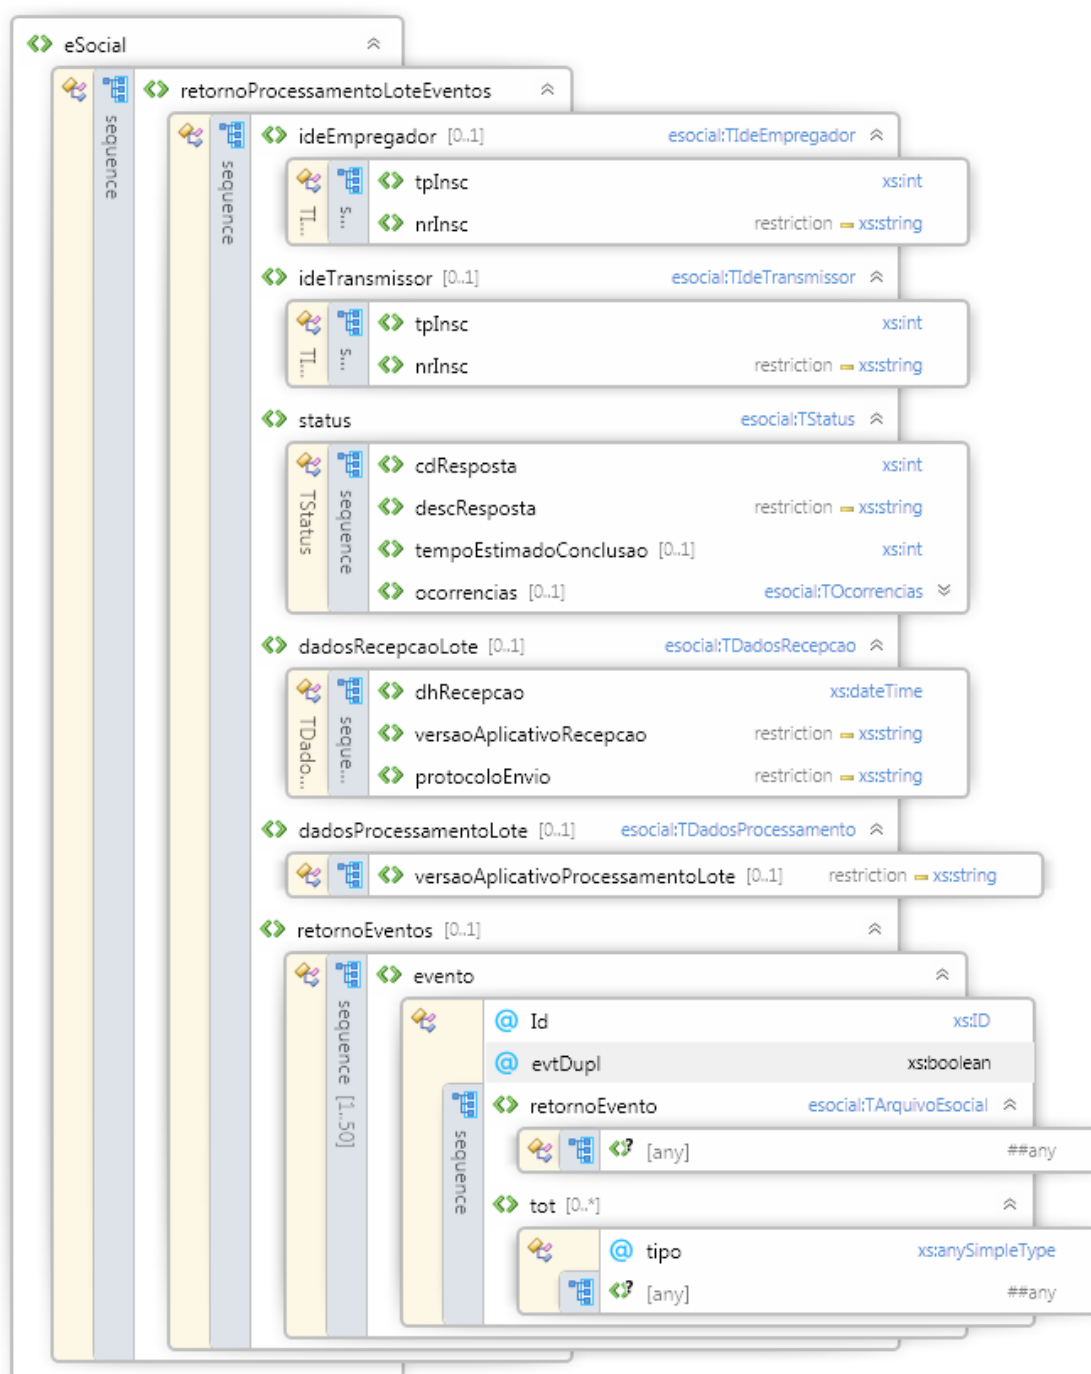 eSocial
sequence
retornoProcessamentoLoteEventos
sequence
ideEmpregador [0..1] esocial:TIdeEmpregador
TI...
s...
tpInsc xs:int
nrInsc restriction xs:string
ideTransmissor [0..1] esocial:TIdeTransmissor
TI...
s...
tpInsc xs:int
nrInsc restriction xs:string
status esocial:TStatus
TStatus
sequence
cdResposta xs:int
descResposta restriction xs:string
tempoEstimadoConclusao [0..1] xs:int
ocorrencias [0..1] esocial:TOcorrencias
dadosRecepcaoLote [0..1] esocial:TDadosRecepcao
TDado...
seque...
dhRecepcao xs:dateTime
versaoAplicativoRecepcao restriction xs:string
protocoloEnvio restriction xs:string
dadosProcessamentoLote [0..1] esocial:TDadosProcessamento
versaoAplicativoProcessamentoLote [0..1] restriction xs:string
retornoEventos [0..1]
sequence [1..50]
evento
@ Id xs:ID
@ evtDupl xs:boolean
sequence
retornoEvento esocial:TArquivoEsocial
? [any] ##any
tot [0..*]
@ tipo xs:anySimpleType
? [any] ##any